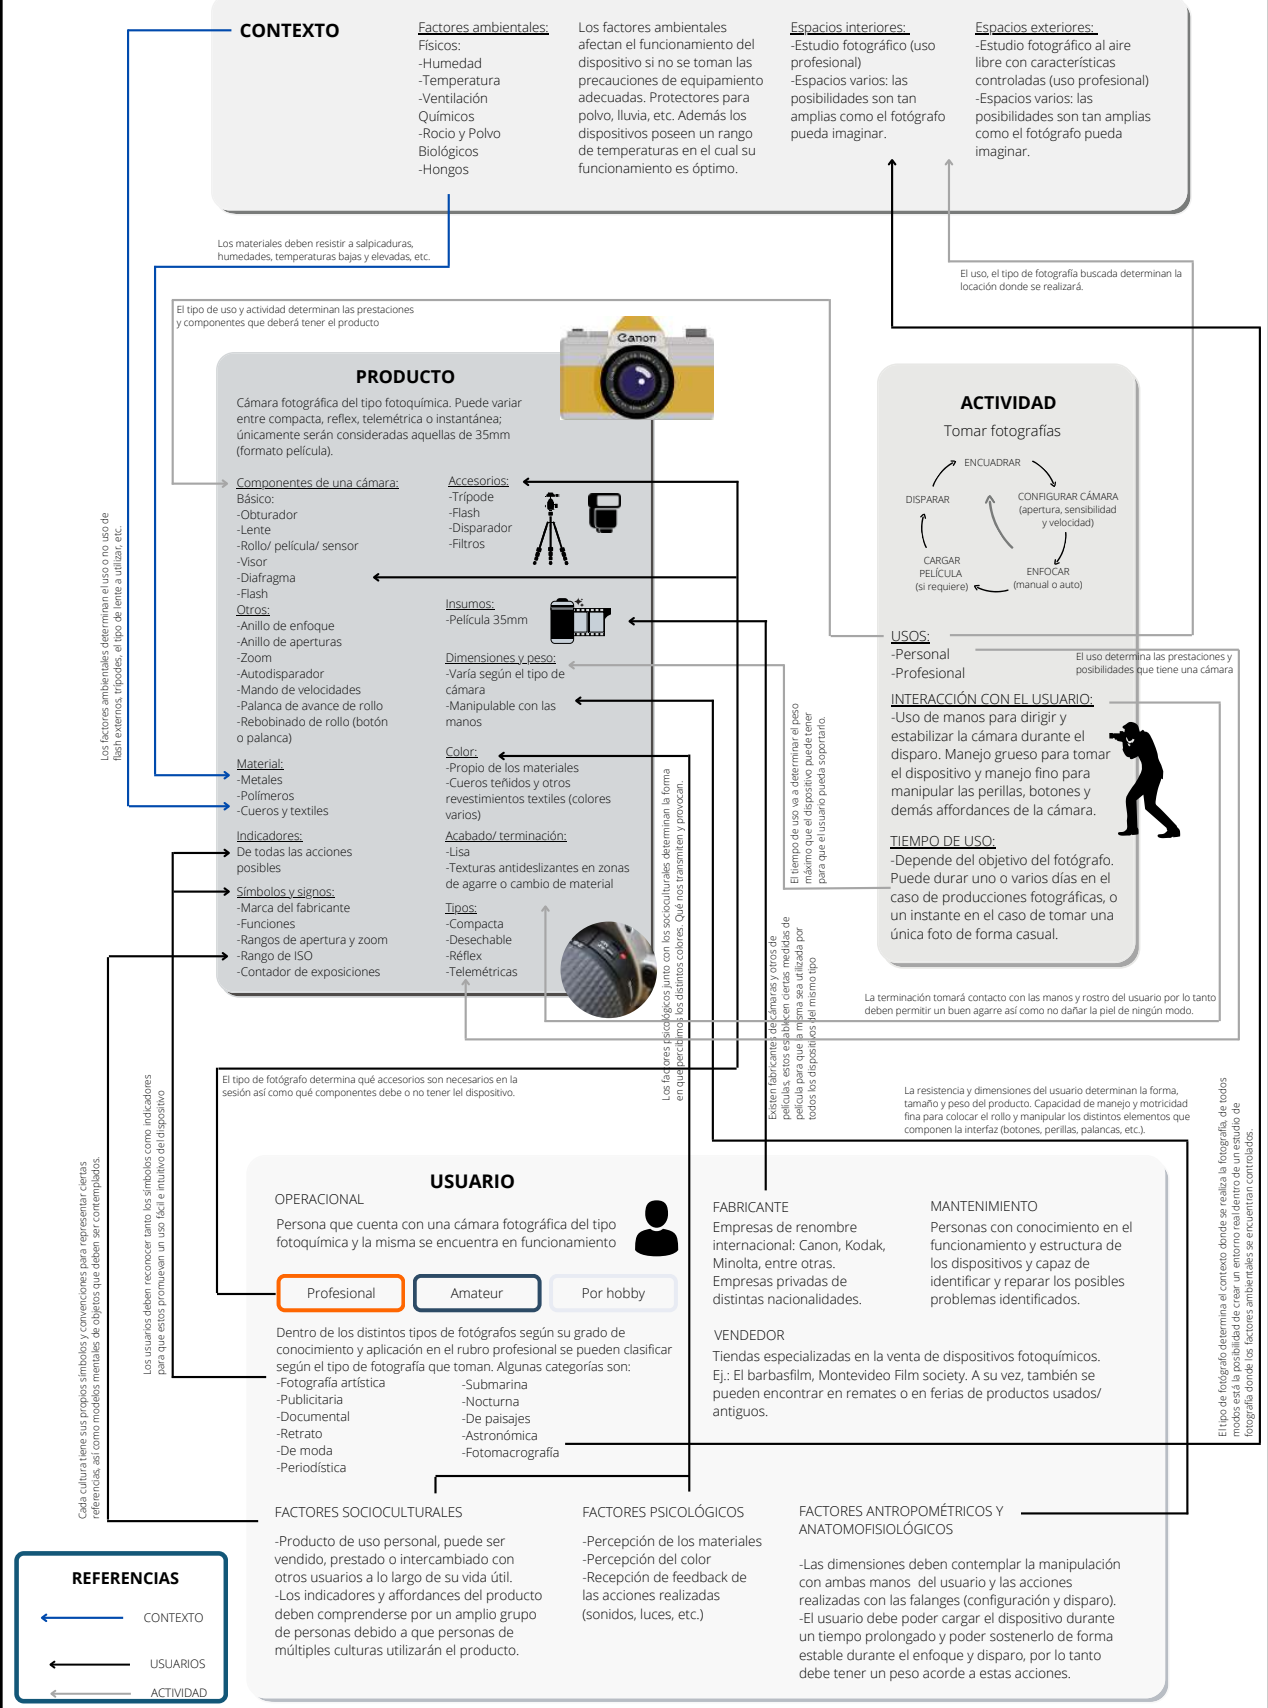 CONTEXTO
Factores ambientales:
Físicos:
-Humedad
-Temperatura
-Ventilación
Químicos
-Rocio y Polvo
Biológicos
-Hongos
Los factores ambientales
afectan el funcionamiento del
dispositivo si no se toman las
precauciones de equipamiento
adecuadas. Protectores para
polvo, lluvia, etc. Además los
dispositivos poseen un rango
de temperaturas en el cual su
funcionamiento es óptimo.
Espacios interiores:
-Estudio fotográfico (uso
profesional)
-Espacios varios: las
posibilidades son tan
amplias como el fotógrafo
pueda imaginar.
Espacios exteriores:
-Estudio fotográfico al aire
libre con características
controladas (uso profesional)
-Espacios varios: las
posibilidades son tan amplias
como el fotógrafo pueda
imaginar.
Los materiales deben resistir a salpicaduras,
humedades, temperaturas bajas y elevadas, etc.
El uso, el tipo de fotografía buscada determinan la
locación donde se realizará.
El tipo de uso y actividad determinan las prestaciones
y componentes que deberá tener el producto
Canon
PRODUCTO
Cámara fotográfica del tipo fotoquímica. Puede variar
entre compacta, reflex, telemétrica o instantánea;
únicamente serán consideradas aquellas de 35mm
(formato película).
Componentes de una cámara:
Básico:
-Obturador
-Lente
-Rollo/ película/ sensor
-Visor
-Diafragma
-Flash
Otros:
-Anillo de enfoque
-Anillo de aperturas
-Zoom
-Autodisparador
-Mando de velocidades
-Palanca de avance de rollo
-Rebobinado de rollo (botón
o palanca)
Material:
-Metales
-Polímeros
-Cueros y textiles
Indicadores:
De todas las acciones
posibles
Símbolos y signos:
-Marca del fabricante
-Funciones
-Rangos de apertura y zoom
-Rango de ISO
-Contador de exposiciones
Accesorios:
-Trípode
-Flash
-Disparador
-Filtros
Insumos:
-Película 35mm
Dimensiones y peso:
-Varía según el tipo de
cámara
-Manipulable con las
manos
Color:
-Propio de los materiales
-Cueros teñidos y otros
revestimientos textiles (colores
varios)
Acabado/ terminación:
-Lisa
-Texturas antideslizantes en zonas
de agarre o cambio de material
Tipos:
-Compacta
-Desechable
-Réflex
-Telemétricas
ACTIVIDAD
Tomar fotografías
ENCUADRAR
DISPARAR
CONFIGURAR CÁMARA
(apertura, sensibilidad
y velocidad)
CARGAR
PELÍCULA
(si requiere)
ENFOCAR
(manual o auto)
USOS:
-Personal
-Profesional
El uso determina las prestaciones y
posibilidades que tiene una cámara
INTERACCIÓN CON EL USUARIO:
-Uso de manos para dirigir y
estabilizar la cámara durante el
disparo. Manejo grueso para tomar
el dispositivo y manejo fino para
manipular las perillas, botones y
demás affordances de la cámara.
TIEMPO DE USO:
-Depende del objetivo del fotógrafo.
Puede durar uno o varios días en el
caso de producciones fotográficas, o
un instante en el caso de tomar una
única foto de forma casual.
Los factores ambientales determinan el uso o no uso de
flash externos, trípodes, el tipo de lente a utilizar, etc.
El tiempo de uso va a determinar el peso
máximo que el dispositivo puede tener
para que el usuario pueda soportarlo.
Los factores psicológicos junto con los socioculturales determinan la forma
en que percibimos los distintos colores. Qué nos transmiten y provocan.
Existen fabricantes de cámaras y otros de
películas, estos establecen ciertas medidas de
película para que la misma sea utilizada por
todos los dispositivos del mismo tipo
La terminación tomará contacto con las manos y rostro del usuario por lo tanto
deben permitir un buen agarre así como no dañar la piel de ningún modo.
El tipo de fotógrafo determina qué accesorios son necesarios en la
sesión así como qué componentes debe o no tener lel dispositivo.
La resistencia y dimensiones del usuario determinan la forma,
tamaño y peso del producto. Capacidad de manejo y motricidad
fina para colocar el rollo y manipular los distintos elementos que
componen la interfaz (botones, perillas, palancas, etc.).
Los usuarios deben reconocer tanto los símbolos como indicadores
para que estos promuevan un uso fácil e intuitivo del dispositivo
Cada cultura tiene sus propios símbolos y convenciones para representar ciertas
referencias, así como modelos mentales de objetos que deben ser contemplados.
El tipo de fotógrafo determina el contexto donde se realiza la fotografía, de todos
modos está la posibilidad de crear un entorno real dentro de un estudio de
fotografía donde los factores ambientales se encuentran controlados.
USUARIO
OPERACIONAL
Persona que cuenta con una cámara fotográfica del tipo
fotoquímica y la misma se encuentra en funcionamiento
Profesional
Amateur
Por hobby
Dentro de los distintos tipos de fotógrafos según su grado de
conocimiento y aplicación en el rubro profesional se pueden clasificar
según el tipo de fotografía que toman. Algunas categorías son:
-Fotografía artística
-Publicitaria
-Documental
-Retrato
-De moda
-Periodística
-Submarina
-Nocturna
-De paisajes
-Astronómica
-Fotomacrografía
FABRICANTE
Empresas de renombre
internacional: Canon, Kodak,
Minolta, entre otras.
Empresas privadas de
distintas nacionalidades.
MANTENIMIENTO
Personas con conocimiento en el
funcionamiento y estructura de
los dispositivos y capaz de
identificar y reparar los posibles
problemas identificados.
VENDEDOR
Tiendas especializadas en la venta de dispositivos fotoquímicos.
Ej.: El barbasfilm, Montevideo Film society. A su vez, también se
pueden encontrar en remates o en ferias de productos usados/
antiguos.
FACTORES SOCIOCULTURALES
-Producto de uso personal, puede ser
vendido, prestado o intercambiado con
otros usuarios a lo largo de su vida útil.
-Los indicadores y affordances del producto
deben comprenderse por un amplio grupo
de personas debido a que personas de
múltiples culturas utilizarán el producto.
FACTORES PSICOLÓGICOS
-Percepción de los materiales
-Percepción del color
-Recepción de feedback de
las acciones realizadas
(sonidos, luces, etc.)
FACTORES ANTROPOMÉTRICOS Y
ANATOMOFISIOLÓGICOS
-Las dimensiones deben contemplar la manipulación
con ambas manos del usuario y las acciones
realizadas con las falanges (configuración y disparo).
-El usuario debe poder cargar el dispositivo durante
un tiempo prolongado y poder sostenerlo de forma
estable durante el enfoque y disparo, por lo tanto
debe tener un peso acorde a estas acciones.
REFERENCIAS
CONTEXTO
USUARIOS
ACTIVIDAD